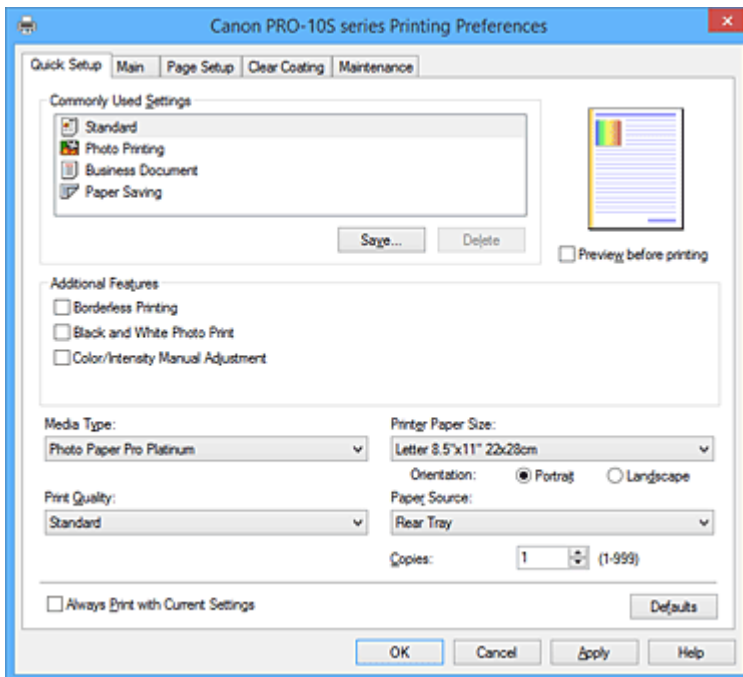 Canon PRO-10S series Printing Preferences
Quick Setup Main Page Setup Clear Coating Maintenance
Commonly Used Settings
Standard
Photo Printing
Business Document
Paper Saving
Save... Delete
Preview before printing
Additional Features
Borderless Printing
Black and White Photo Print
Color/Intensity Manual Adjustment
Media Type: Printer Paper Size:
Photo Paper Pro Platinum Letter 8.5"x11" 22x28cm
Orientation: Portrait Landscape
Print Quality: Paper Source:
Standard Rear Tray
Copies: 1 (1-999)
Always Print with Current Settings Defaults
OK Cancel Apply Help